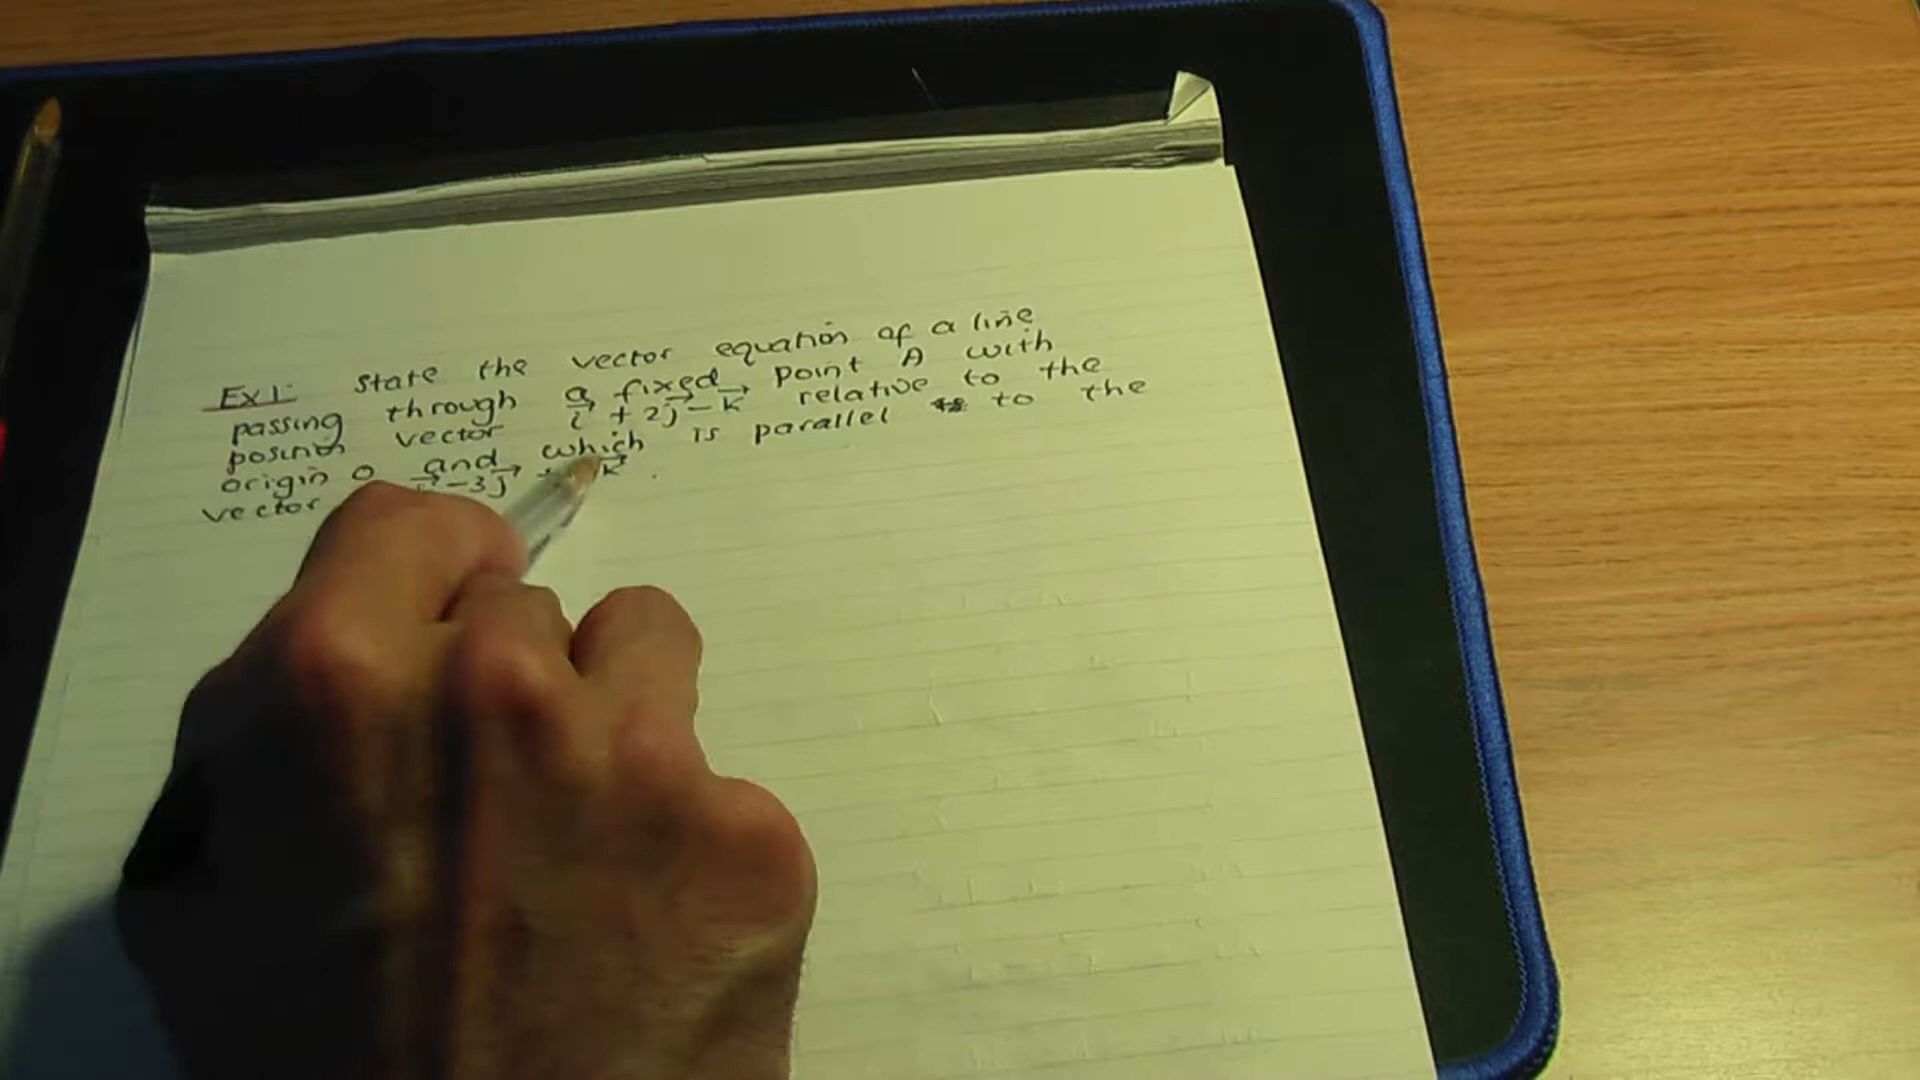 Ex1: State the vector equation of a line
passing through a fixed point A with
position vector i + 2j - k relative to the
origin O and which is parallel to the
vector - 3j k .